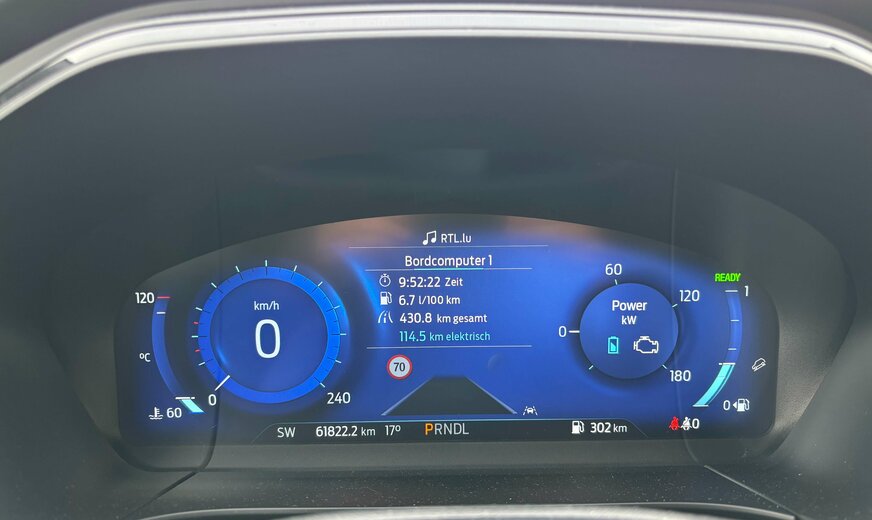 RTL.lu
Bordcomputer 1
9:52:22 Zeit
6.7 l/100 km
430.8 km gesamt
114.5 km elektrisch
120
°C
60
km/h
0
0
240
70
60
Power
kW
0
120
180
READY
1
0
SW 61822.2 km 17° PRNDL 302 km
0